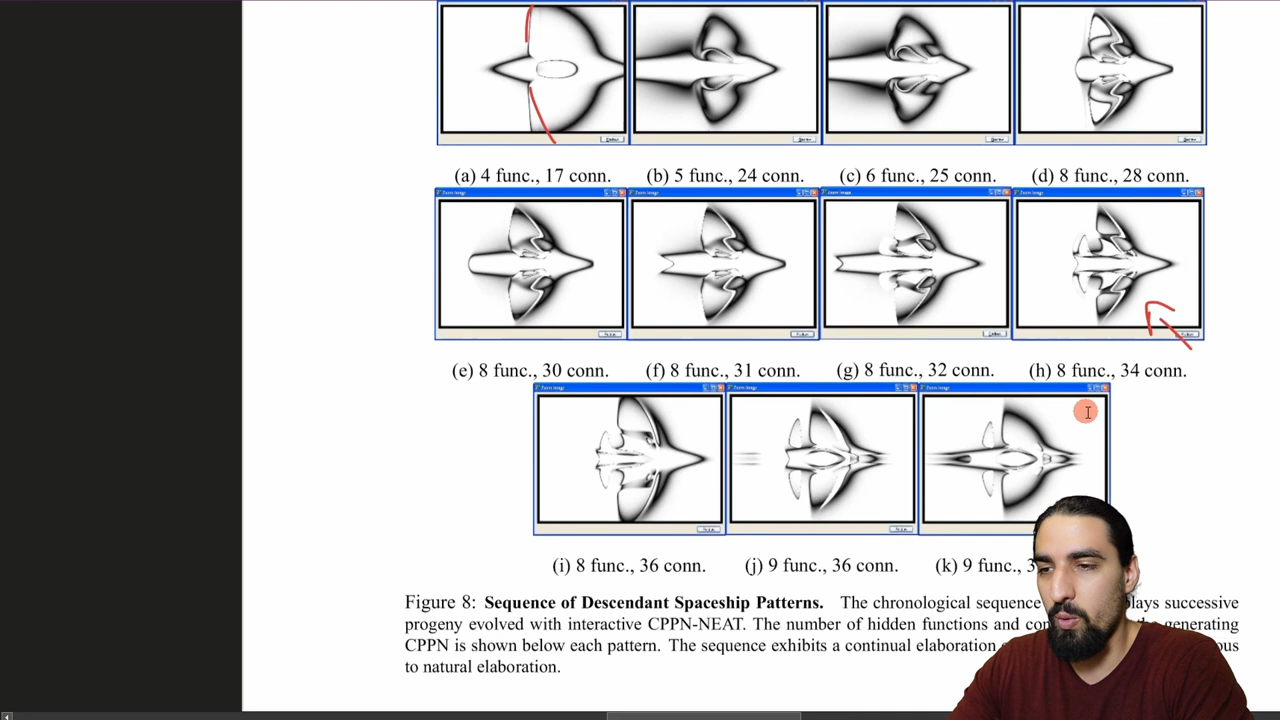 (a) 4 func., 17 conn. (b) 5 func., 24 conn. (c) 6 func., 25 conn. (d) 8 func., 28 conn.
(e) 8 func., 30 conn. (f) 8 func., 31 conn. (g) 8 func., 32 conn. (h) 8 func., 34 conn.
(i) 8 func., 36 conn. (j) 9 func., 36 conn. (k) 9 func.,
Figure 8: Sequence of Descendant Spaceship Patterns. The chronological sequence
progeny evolved with interactive CPPN-NEAT. The number of hidden functions and generating
CPPN is shown below each pattern. The sequence exhibits a continual elaboration
to natural elaboration.